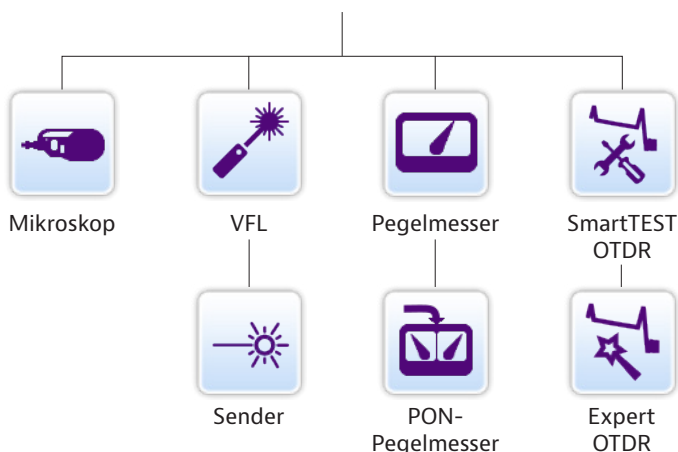 Mikroskop
VFL
Pegelmesser
SmartTEST
OTDR
Sender
PON-
Pegelmesser
Expert
OTDR